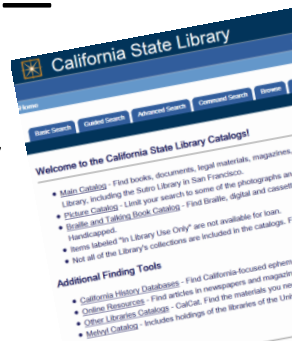 California State Library
Home
Basic Search Guided Search Advanced Search Command Search Browse
Welcome to the California State Library Catalogs!
• Main Catalog - Find books, documents, legal materials, magazines,
Library, including the Sutro Library in San Francisco.
• Picture Catalog - Limit your search to some of the photographs an
• Braille and Talking Book Catalog - Find Braille, digital and cassett
Handicapped.
• Items labeled "In Library Use Only" are not available for loan.
• Not all of the Library's collections are included in the catalogs. F
Additional Finding Tools
• California History Databases - Find California-focused ephem
• Online Resources - Find articles in newspapers and magazin
• Other Libraries Catalogs - CalCat. Find the materials you ne
• Melvyl Catalog - Includes holdings of the libraries of the Univ